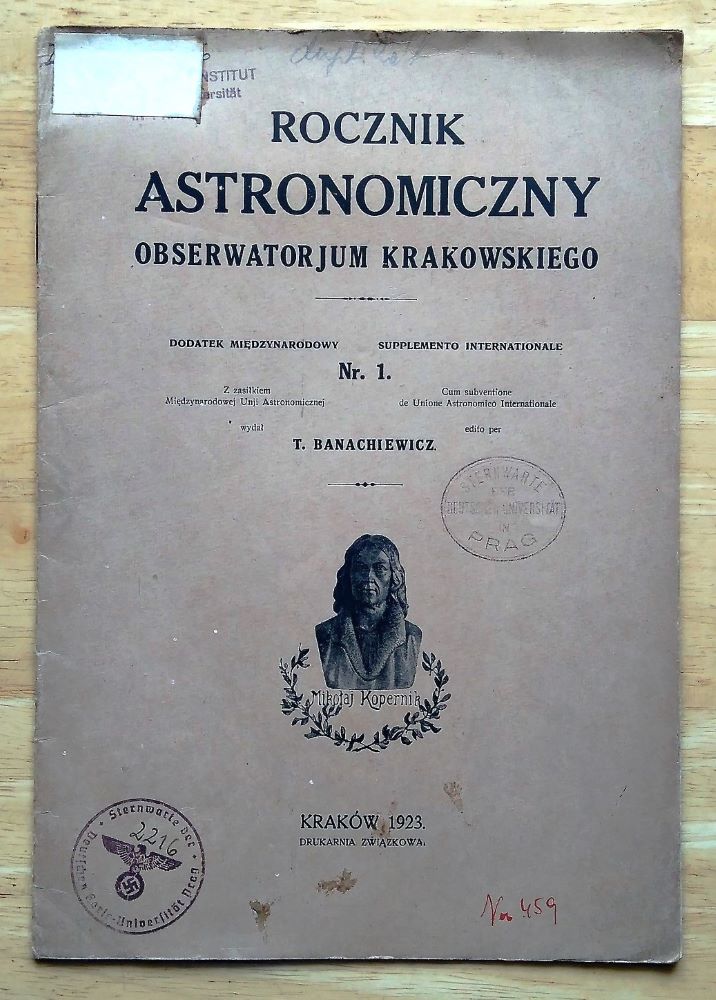 NSTITUT
ersität
ROCZNIK
ASTRONOMICZNY
OBSERWATORJUM KRAKOWSKIEGO
DODATEK MIĘDZYNARODOWY
SUPPLEMENTO INTERNATIONALE
Nr. 1.
Z zasiłkiem
Międzynarodowej Unji Astronomicznej
Cum subventione
de Unione Astronomico Internationale
wydał
edito per
T. BANACHIEWICZ.
STERNWARTE
DER
DEUTSCHEN UNIVERSITÄT
IN
PRAG
Mikołaj Kopernik
KRAKÓW 1923.
DRUKARNIA ZWIĄZKOWA.
Sternwarte der
Deutschen Karls-Universität Prag
2216
No 459